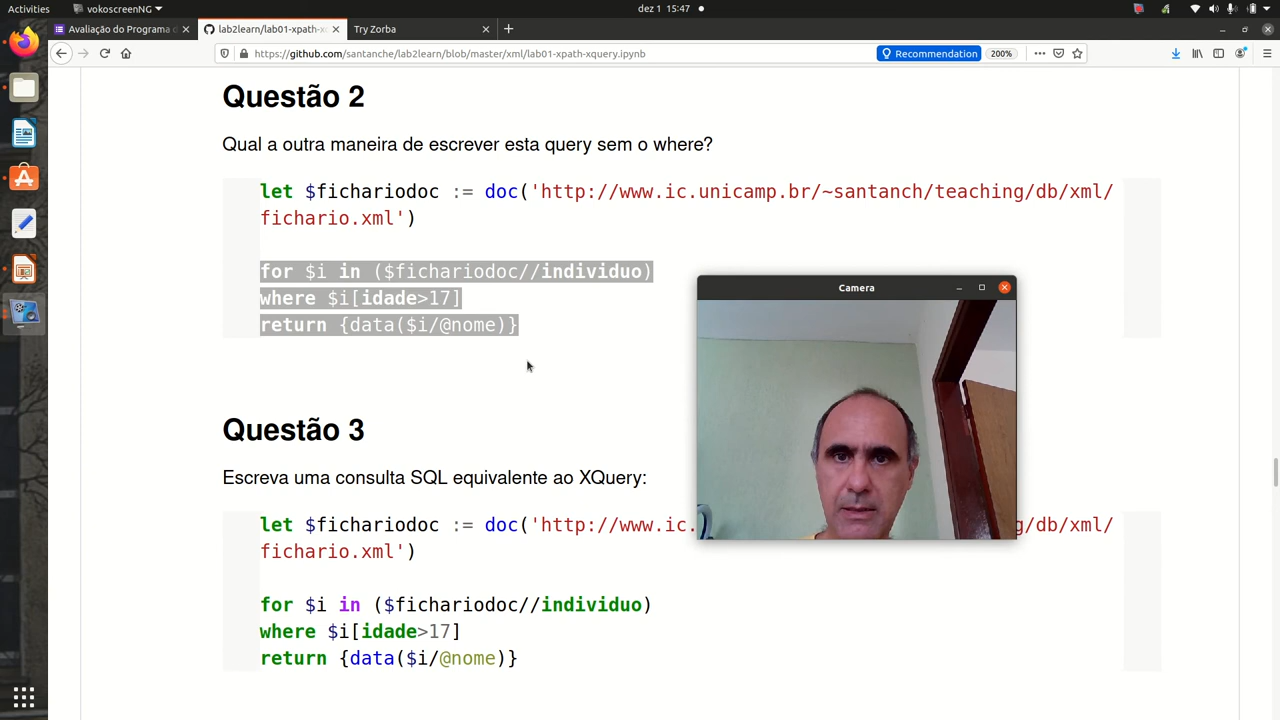 Activities vokoscreenNG dez 1 15:47
Avaliação do Programa d lab2learn/lab01-xpath-x Try Zorba
https://github.com/santanche/lab2learn/blob/master/xml/lab01-xpath-xquery.ipynb Recommendation 200%
Questão 2
Qual a outra maneira de escrever esta query sem o where?
let $fichariodoc := doc('http://www.ic.unicamp.br/~santanch/teaching/db/xml/
fichario.xml')
for $i in ($fichariodoc//individuo)
where $i[idade>17]
return {data($i/@nome)}
Camera
Questão 3
Escreva uma consulta SQL equivalente ao XQuery:
let $fichariodoc := doc('http://www.ic. g/db/xml/
fichario.xml')
for $i in ($fichariodoc//individuo)
where $i[idade>17]
return {data($i/@nome)}